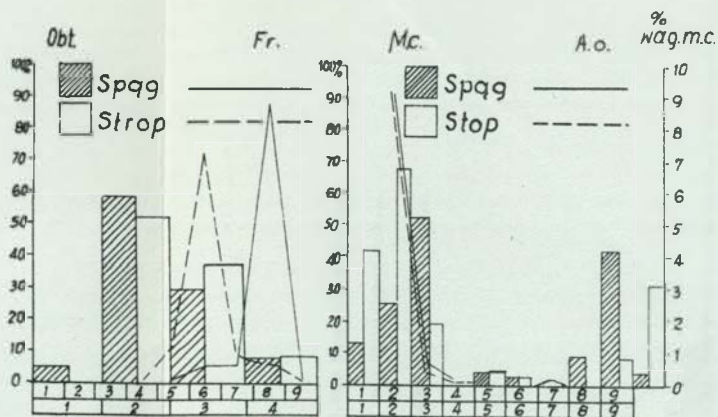 Obt. Fr. M.c. A.o. %
wag.m.c.
100% 100% 10
Spqg Spqg
90 90 9
Strop Stop
80 80 8
70 70 7
60 60 6
50 50 5
40 40 4
30 30 3
20 20 2
10 10 1
0 0 0
1 2 3 4 5 6 7 8 9 1 2 3 4 5 6 7 8 9
1 2 3 4 1 2 3 4 5 6 7 8 9